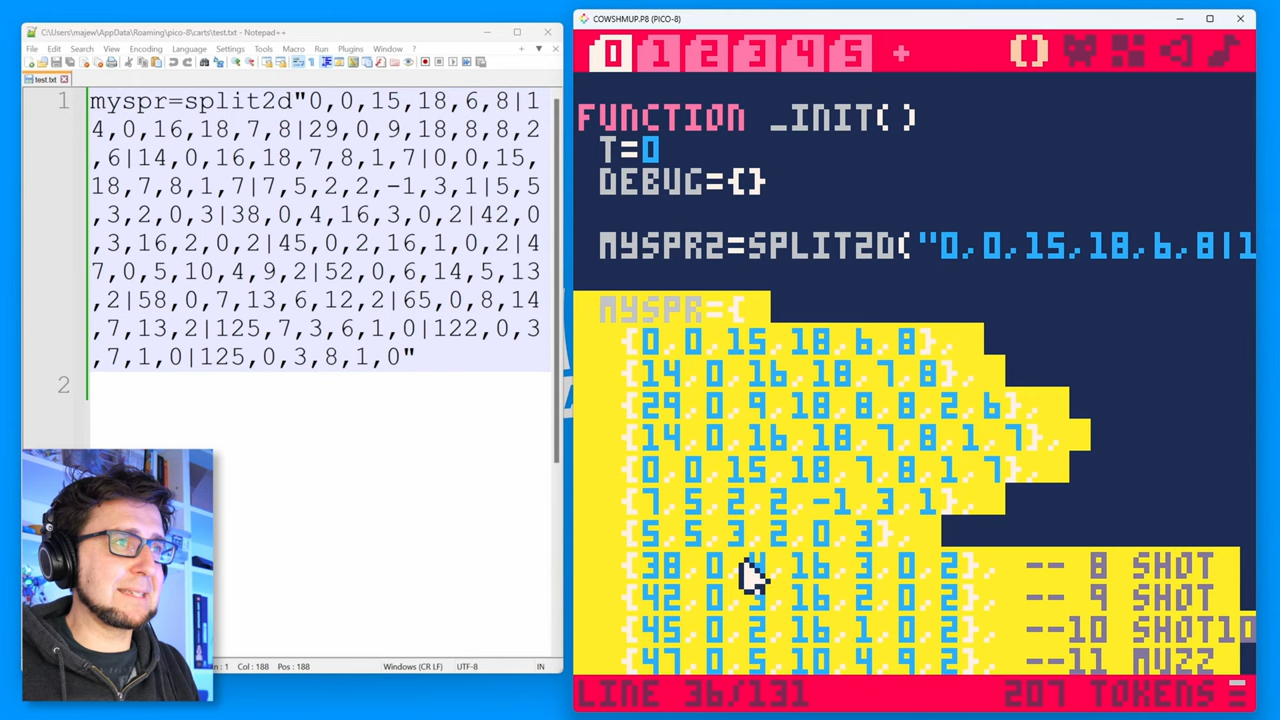 C:\Users\majew\AppData\Roaming\pico-8\carts\test.txt - Notepad++
File Edit Search View Encoding Language Settings Tools Macro Run Plugins Window ?
test.txt
1 myspr=split2d"0,0,15,18,6,8|1
4,0,16,18,7,8|29,0,9,18,8,8,2
,6|14,0,16,18,7,8,1,7|0,0,15,
18,7,8,1,7|7,5,2,2,-1,3,1|5,5
,3,2,0,3|38,0,4,16,3,0,2|42,0
,3,16,2,0,2|45,0,2,16,1,0,2|4
7,0,5,10,4,9,2|52,0,6,14,5,13
,2|58,0,7,13,6,12,2|65,0,8,14
,7,13,2|125,7,3,6,1,0|122,0,3
,7,1,0|125,0,3,8,1,0"
2
: 1 Col : 188 Pos : 188 Windows (CR LF) UTF-8 IN
COWSHMUP.P8 (PICO-8)
0 1 2 3 4 5 + ()
FUNCTION _INIT()
T=0
DEBUG={}
MYSPR2=SPLIT2D("0,0,15,18,6,8|1
MYSPR={
{0,0,15,18,6,8},
{14,0,16,18,7,8},
{29,0,9,18,8,8,2,6},
{14,0,16,18,7,8,1,7},
{0,0,15,18,7,8,1,7},
{7,5,2,2,-1,3,1},
{5,5,3,2,0,3},
{38,0,4,16,3,0,2}, -- 8 SHOT
{42,0,3,16,2,0,2}, -- 9 SHOT
{45,0,2,16,1,0,2}, --10 SHOT10
{47,0,5,10,4,9,2}, --11 MUZZ
LINE 36/131 207 TOKENS